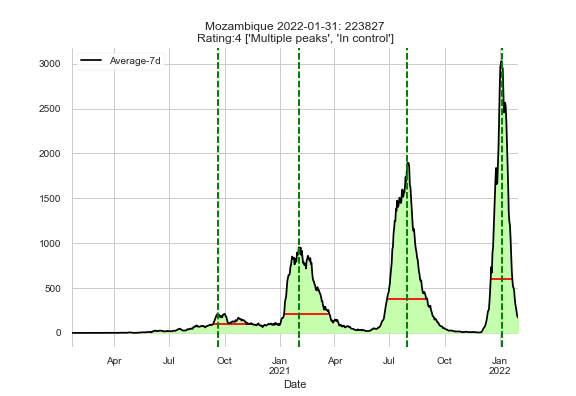 Mozambique 2022-01-31: 223827
Rating:4 ['Multiple peaks', 'In control']
Average-7d
3000
2500
2000
1500
1000
500
0
Apr Jul Oct Jan Apr Jul Oct Jan
2021 2022
Date